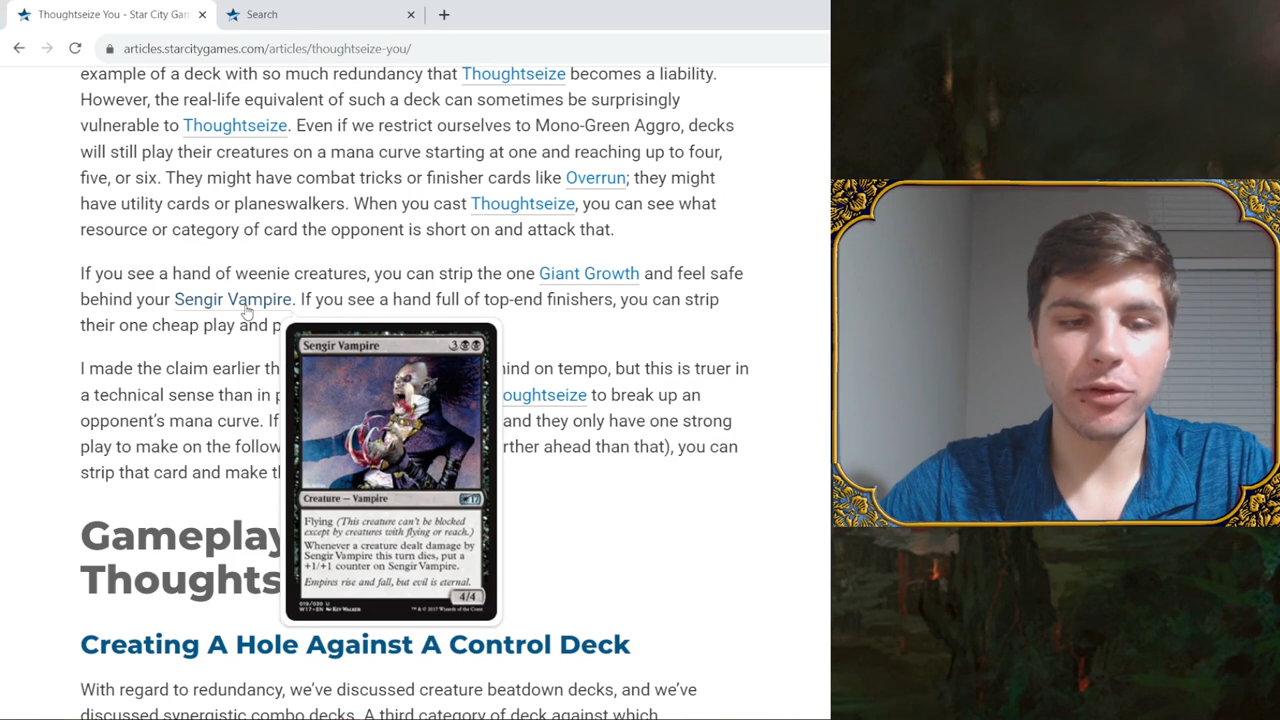 Thoughtseize You - Star City Gam
Search
articles.starcitygames.com/articles/thoughtseize-you/
example of a deck with so much redundancy that Thoughtseize becomes a liability.
However, the real-life equivalent of such a deck can sometimes be surprisingly
vulnerable to Thoughtseize. Even if we restrict ourselves to Mono-Green Aggro, decks
will still play their creatures on a mana curve starting at one and reaching up to four,
five, or six. They might have combat tricks or finisher cards like Overrun; they might
have utility cards or planeswalkers. When you cast Thoughtseize, you can see what
resource or category of card the opponent is short on and attack that.
If you see a hand of weenie creatures, you can strip the one Giant Growth and feel safe
behind your Sengir Vampire. If you see a hand full of top-end finishers, you can strip
their one cheap play and p
Sengir Vampire 3
Creature — Vampire
Flying (This creature can't be blocked
except by creatures with flying or reach.)
Whenever a creature dealt damage by
Sengir Vampire this turn dies, put a
+1/+1 counter on Sengir Vampire.
Empires rise and fall, but evil is eternal.
4/4
I made the claim earlier th ind on tempo, but this is truer in
a technical sense than in p oughtseize to break up an
opponent's mana curve. If and they only have one strong
play to make on the follow rther ahead than that), you can
strip that card and make th
Gameplay
Thoughts
Creating A Hole Against A Control Deck
With regard to redundancy, we've discussed creature beatdown decks, and we've
discussed synergistic combo decks. A third category of deck against which